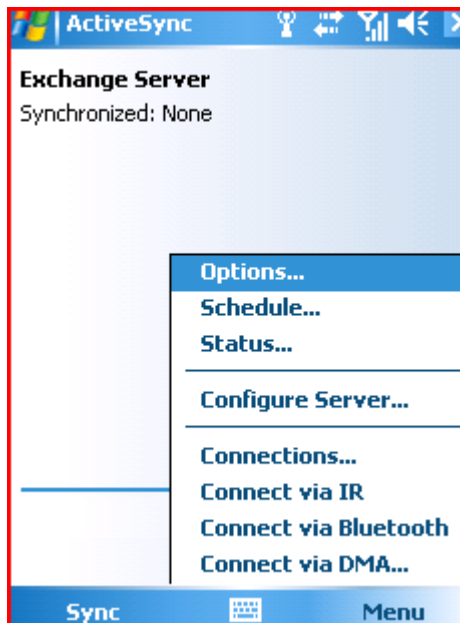 ActiveSync
Exchange Server
Synchronized: None
Options...
Schedule...
Status...
Configure Server...
Connections...
Connect via IR
Connect via Bluetooth
Connect via DMA...
Sync
Menu